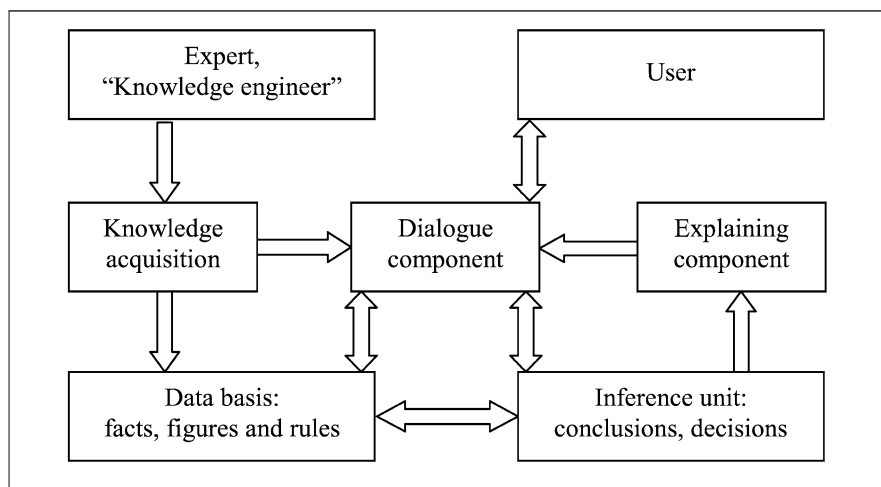 Expert,
“Knowledge engineer”
User
Knowledge
acquisition
Dialogue
component
Explaining
component
Data basis:
facts, figures and rules
Inference unit:
conclusions, decisions